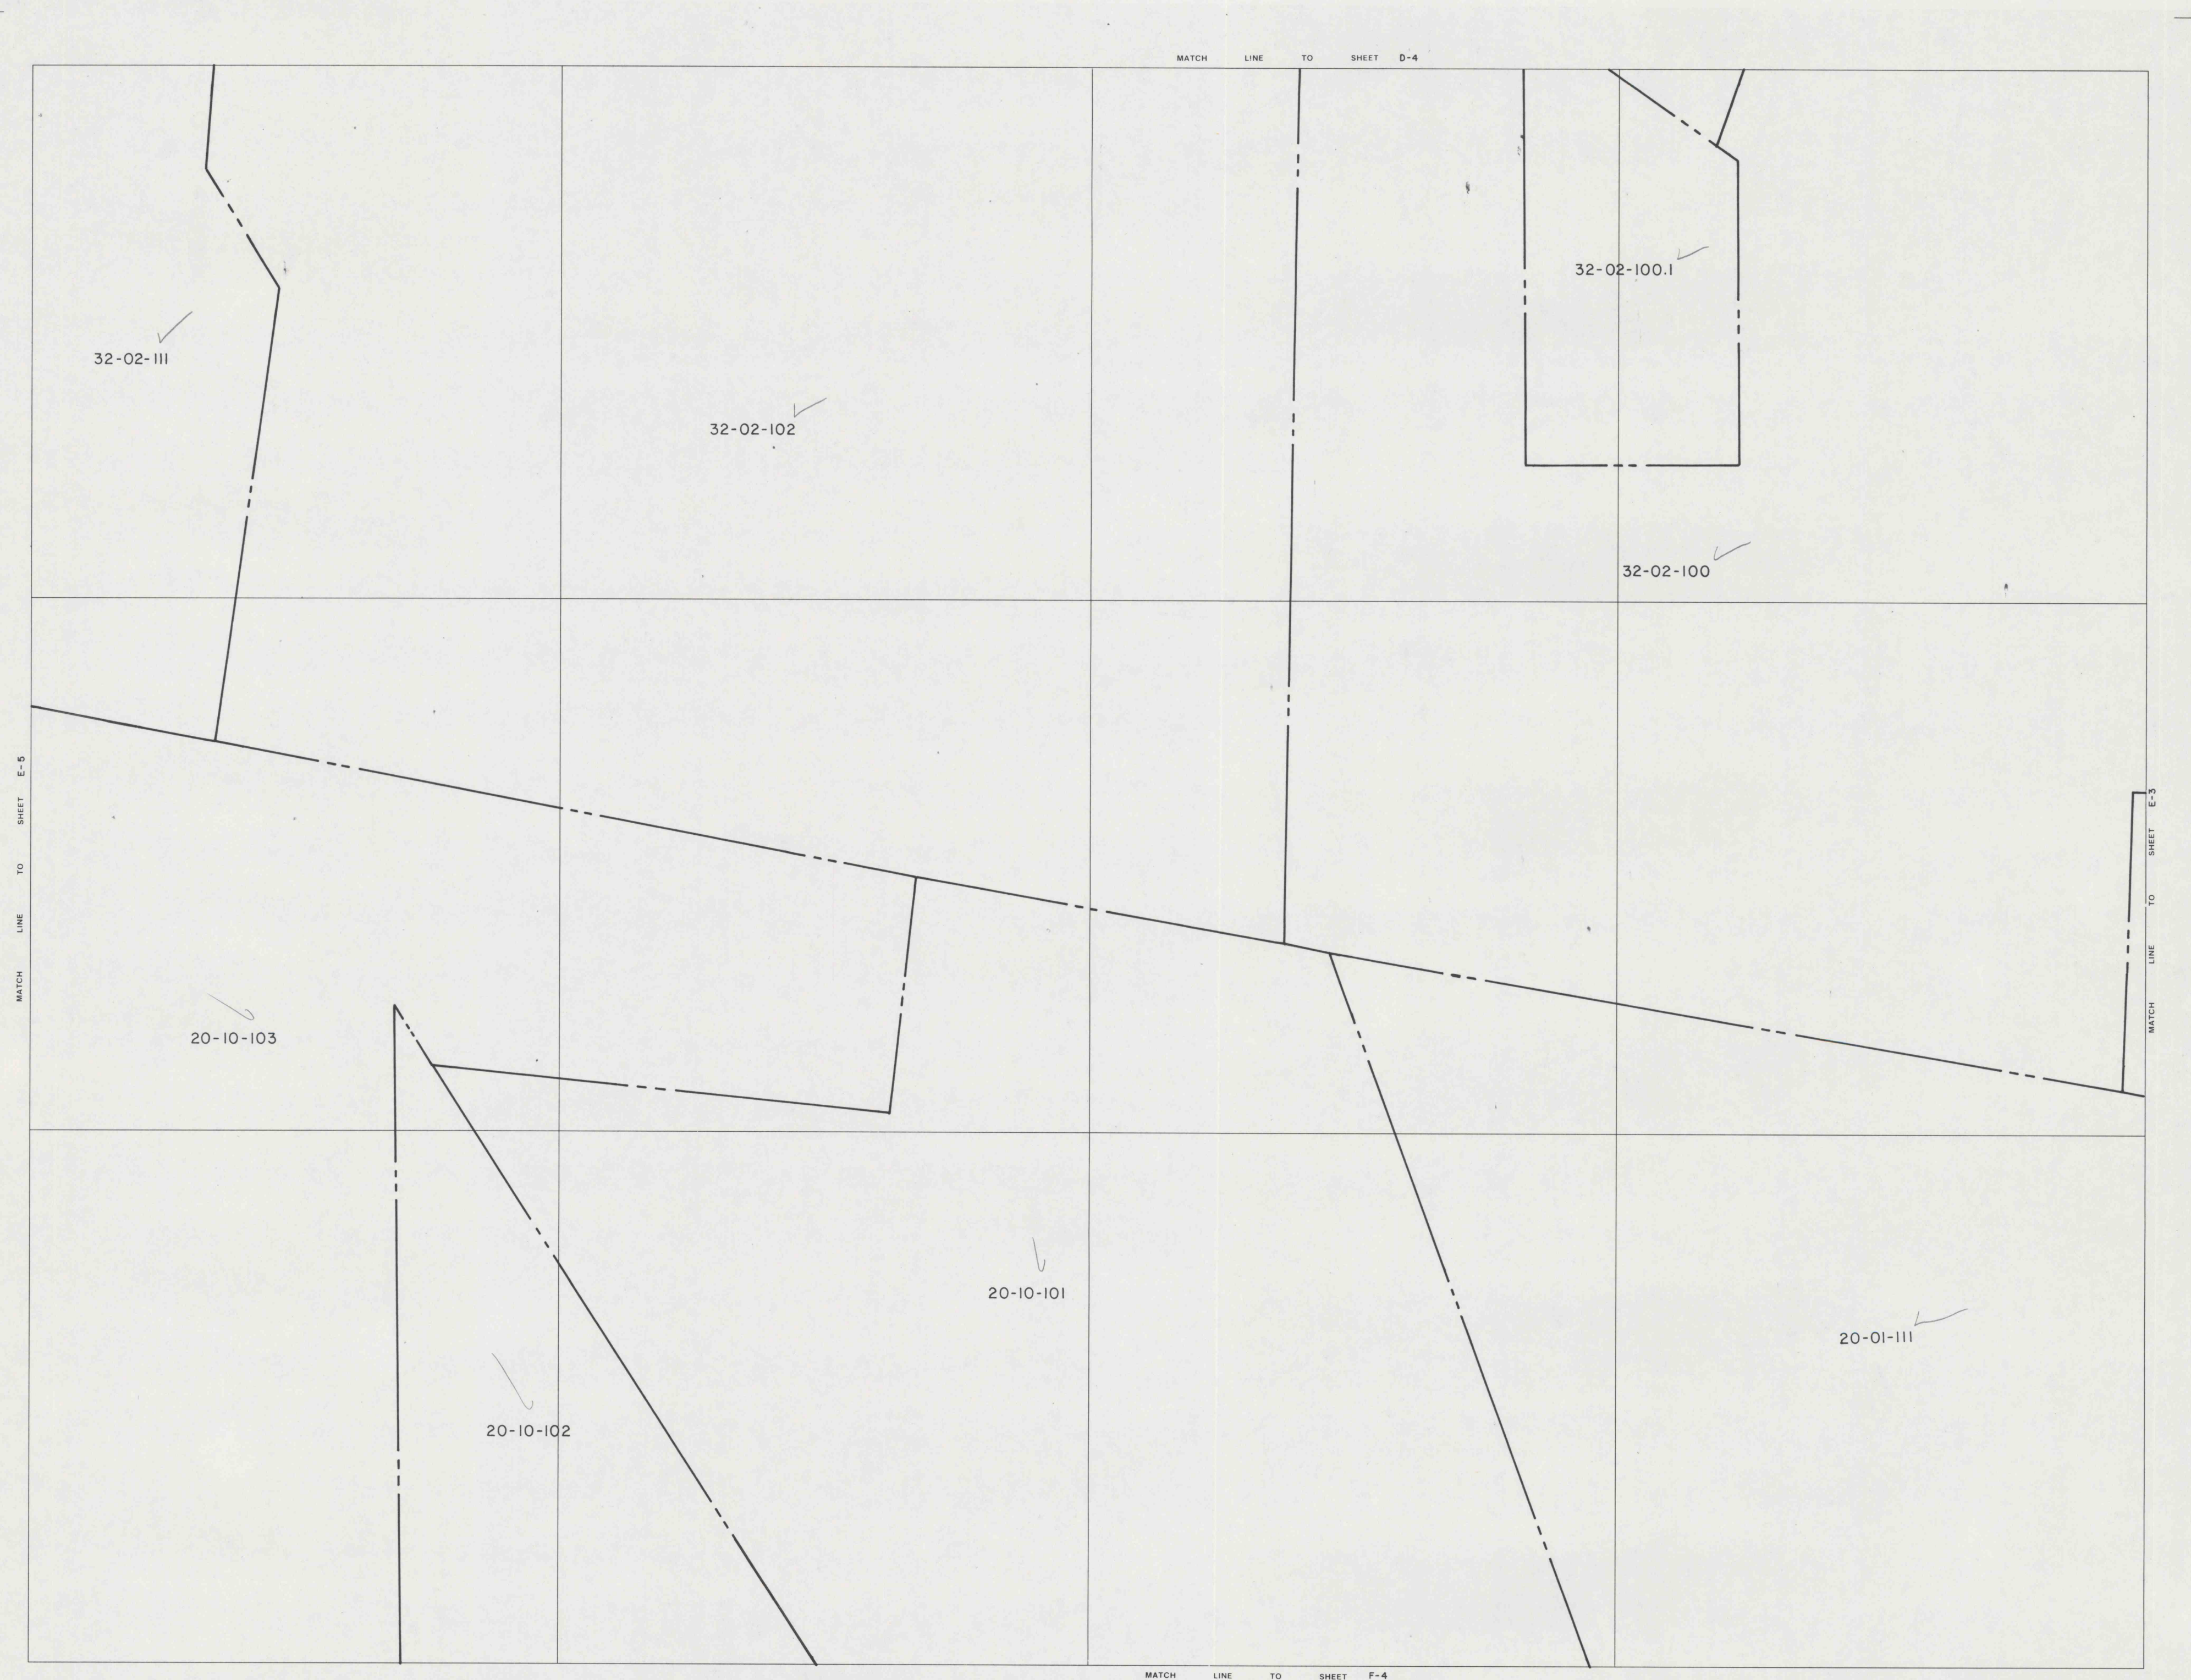 MATCH LINE TO SHEET D-4
32-02-100.1
32-02-111
32-02-102
32-02-100
MATCH LINE TO SHEET E-5
MATCH LINE TO SHEET E-3
20-10-103
20-10-101
20-01-111
20-10-102
MATCH LINE TO SHEET F-4